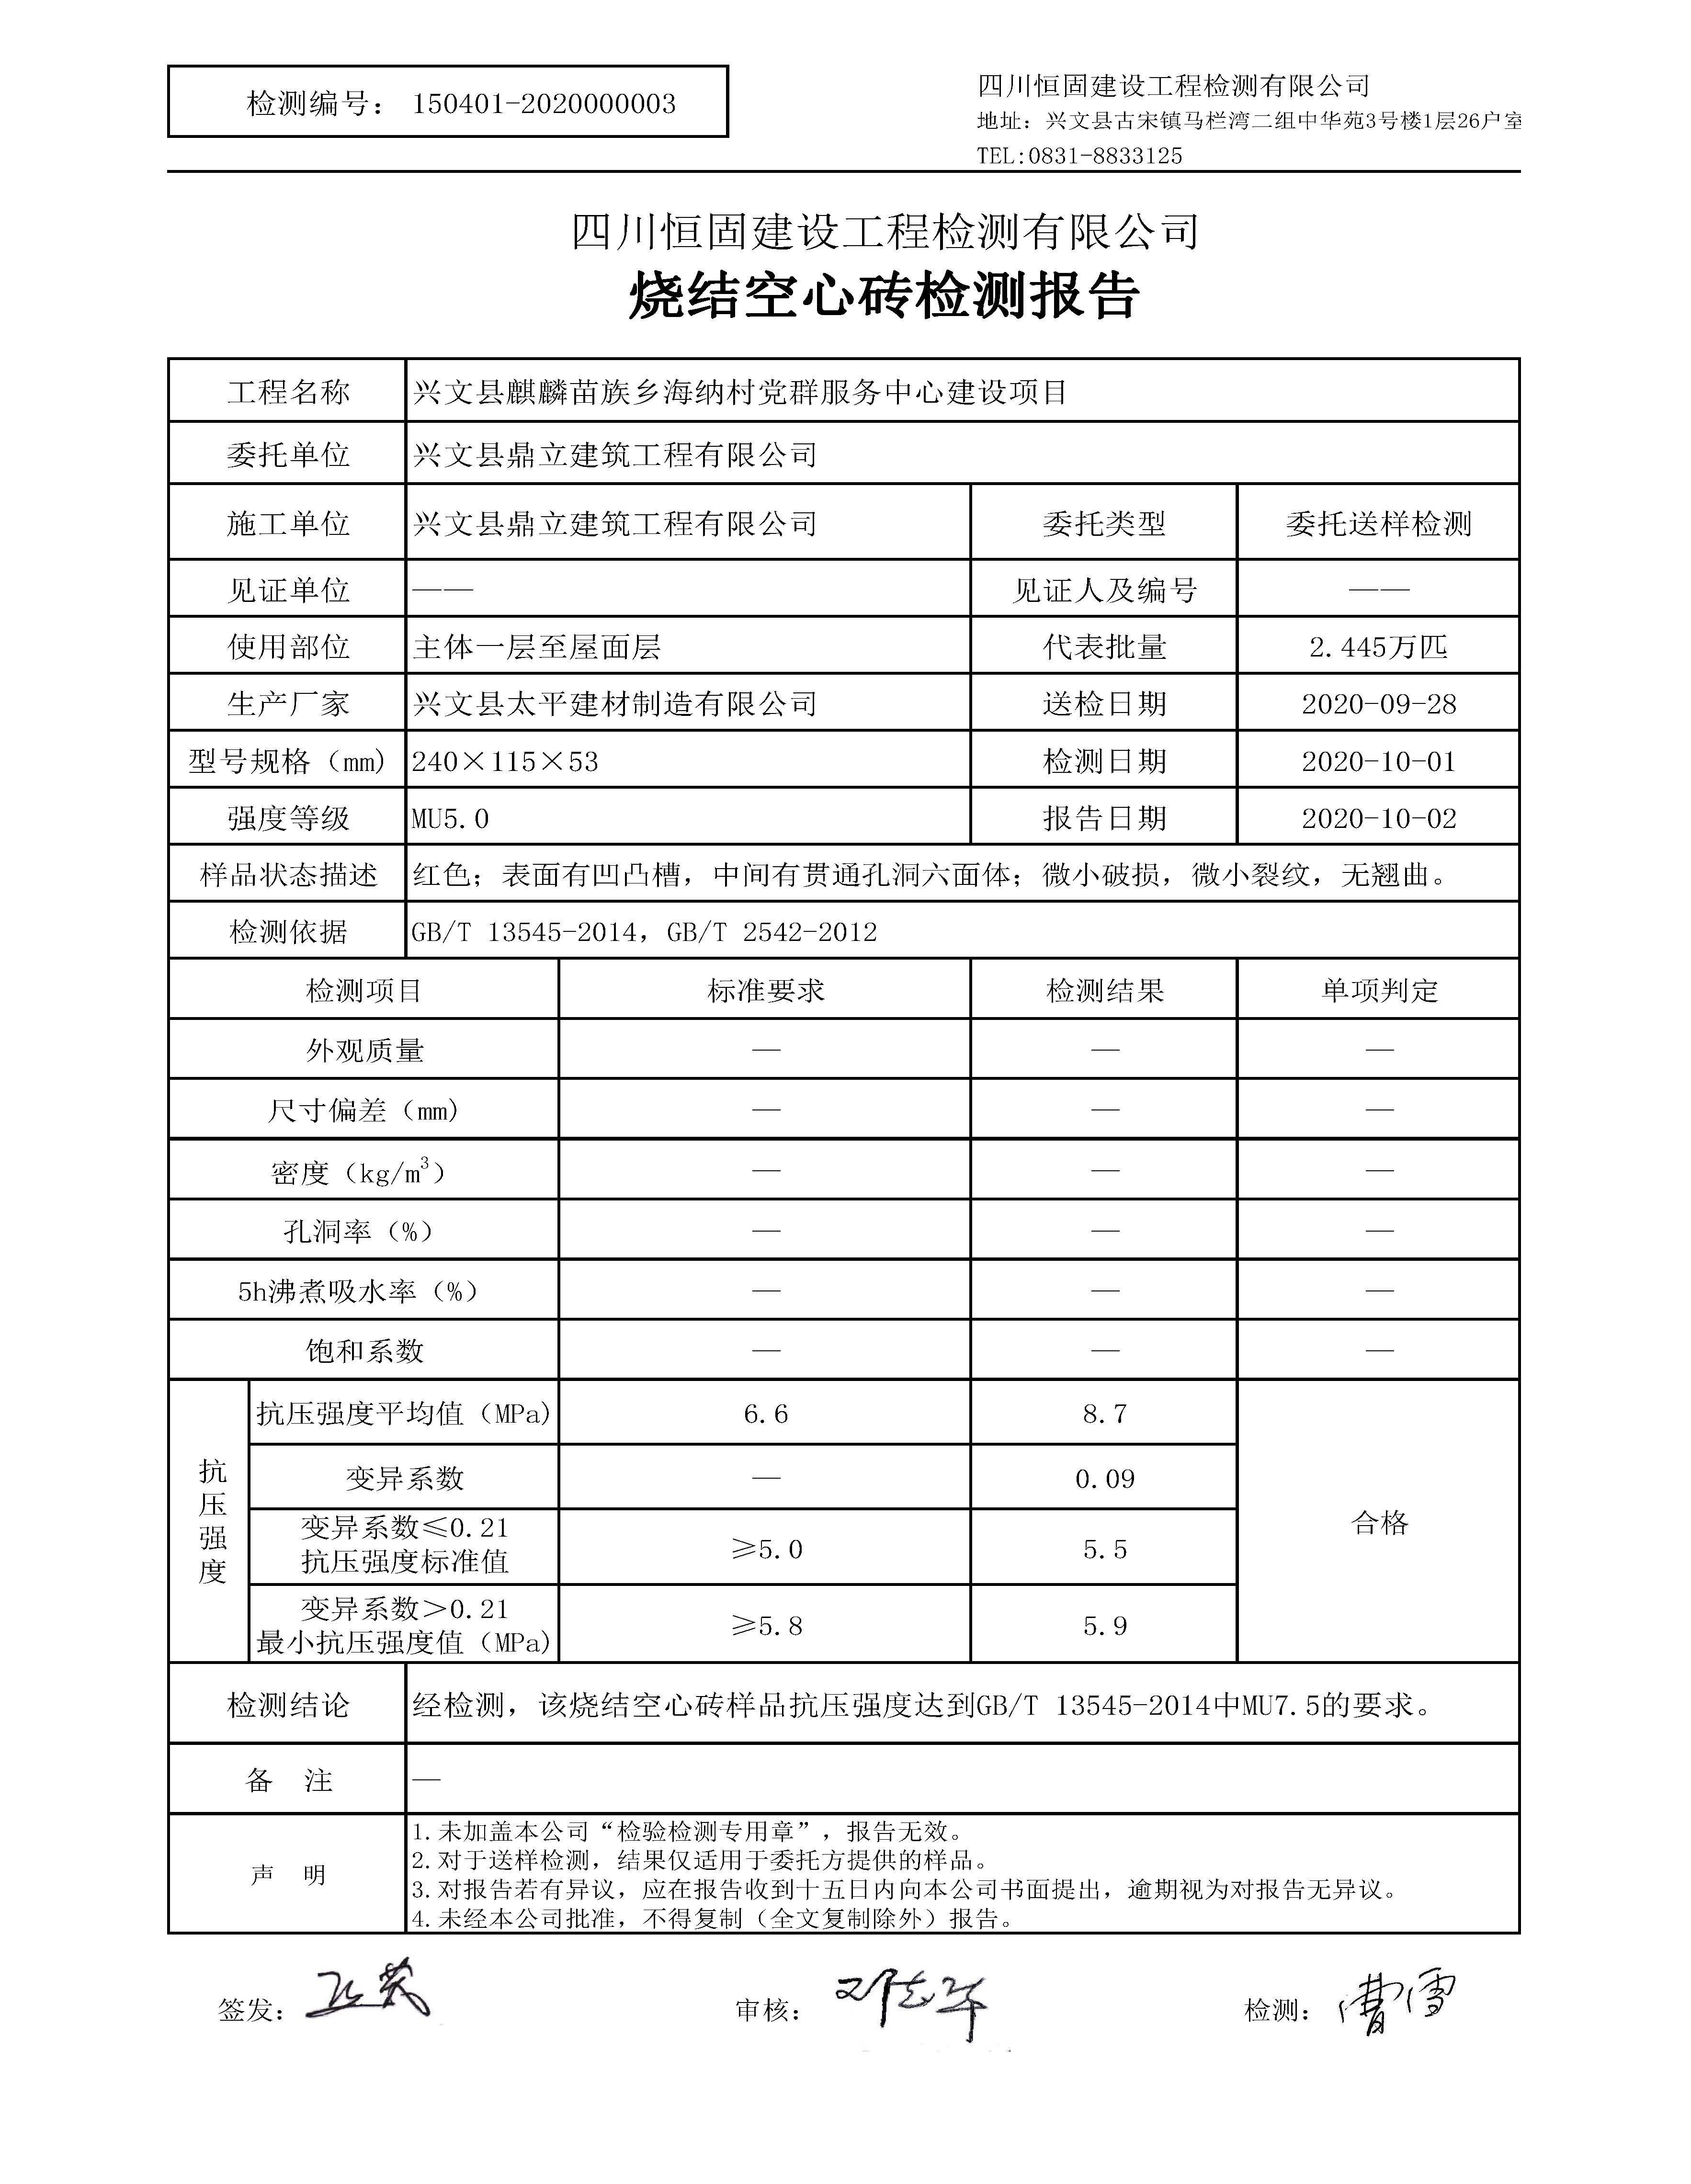 检测编号： 150401-2020000003
四川恒固建设工程检测有限公司
地址：兴文县古宋镇马栏湾二组中华苑3号楼1层26户室
TEL:0831-8833125
四川恒固建设工程检测有限公司
烧结空心砖检测报告
工程名称 兴文县麒麟苗族乡海纳村党群服务中心建设项目
委托单位 兴文县鼎立建筑工程有限公司
施工单位 兴文县鼎立建筑工程有限公司 委托类型 委托送样检测
见证单位 —— 见证人及编号 ——
使用部位 主体一层至屋面层 代表批量 2.445万匹
生产厂家 兴文县太平建材制造有限公司 送检日期 2020-09-28
型号规格（mm） 240×115×53 检测日期 2020-10-01
强度等级 MU5.0 报告日期 2020-10-02
样品状态描述 红色；表面有凹凸槽，中间有贯通孔洞六面体；微小破损，微小裂纹，无翘曲。
检测依据 GB/T 13545-2014，GB/T 2542-2012
检测项目 标准要求 检测结果 单项判定
外观质量 — — —
尺寸偏差（mm） — — —
密度（kg/m³） — — —
孔洞率（%） — — —
5h沸煮吸水率（%） — — —
饱和系数 — — —
抗压强度
抗压强度平均值（MPa） 6.6 8.7
变异系数 — 0.09
变异系数≤0.21
抗压强度标准值 ≥5.0 5.5
合格
变异系数＞0.21
最小抗压强度值（MPa） ≥5.8 5.9
检测结论 经检测，该烧结空心砖样品抗压强度达到GB/T 13545-2014中MU7.5的要求。
备 注 —
声 明
1.未加盖本公司“检验检测专用章”，报告无效。
2.对于送样检测，结果仅适用于委托方提供的样品。
3.对报告若有异议，应在报告收到十五日内向本公司书面提出，逾期视为对报告无异议。
4.未经本公司批准，不得复制（全文复制除外）报告。
签发： 审核： 邓志华 检测： 曹雪